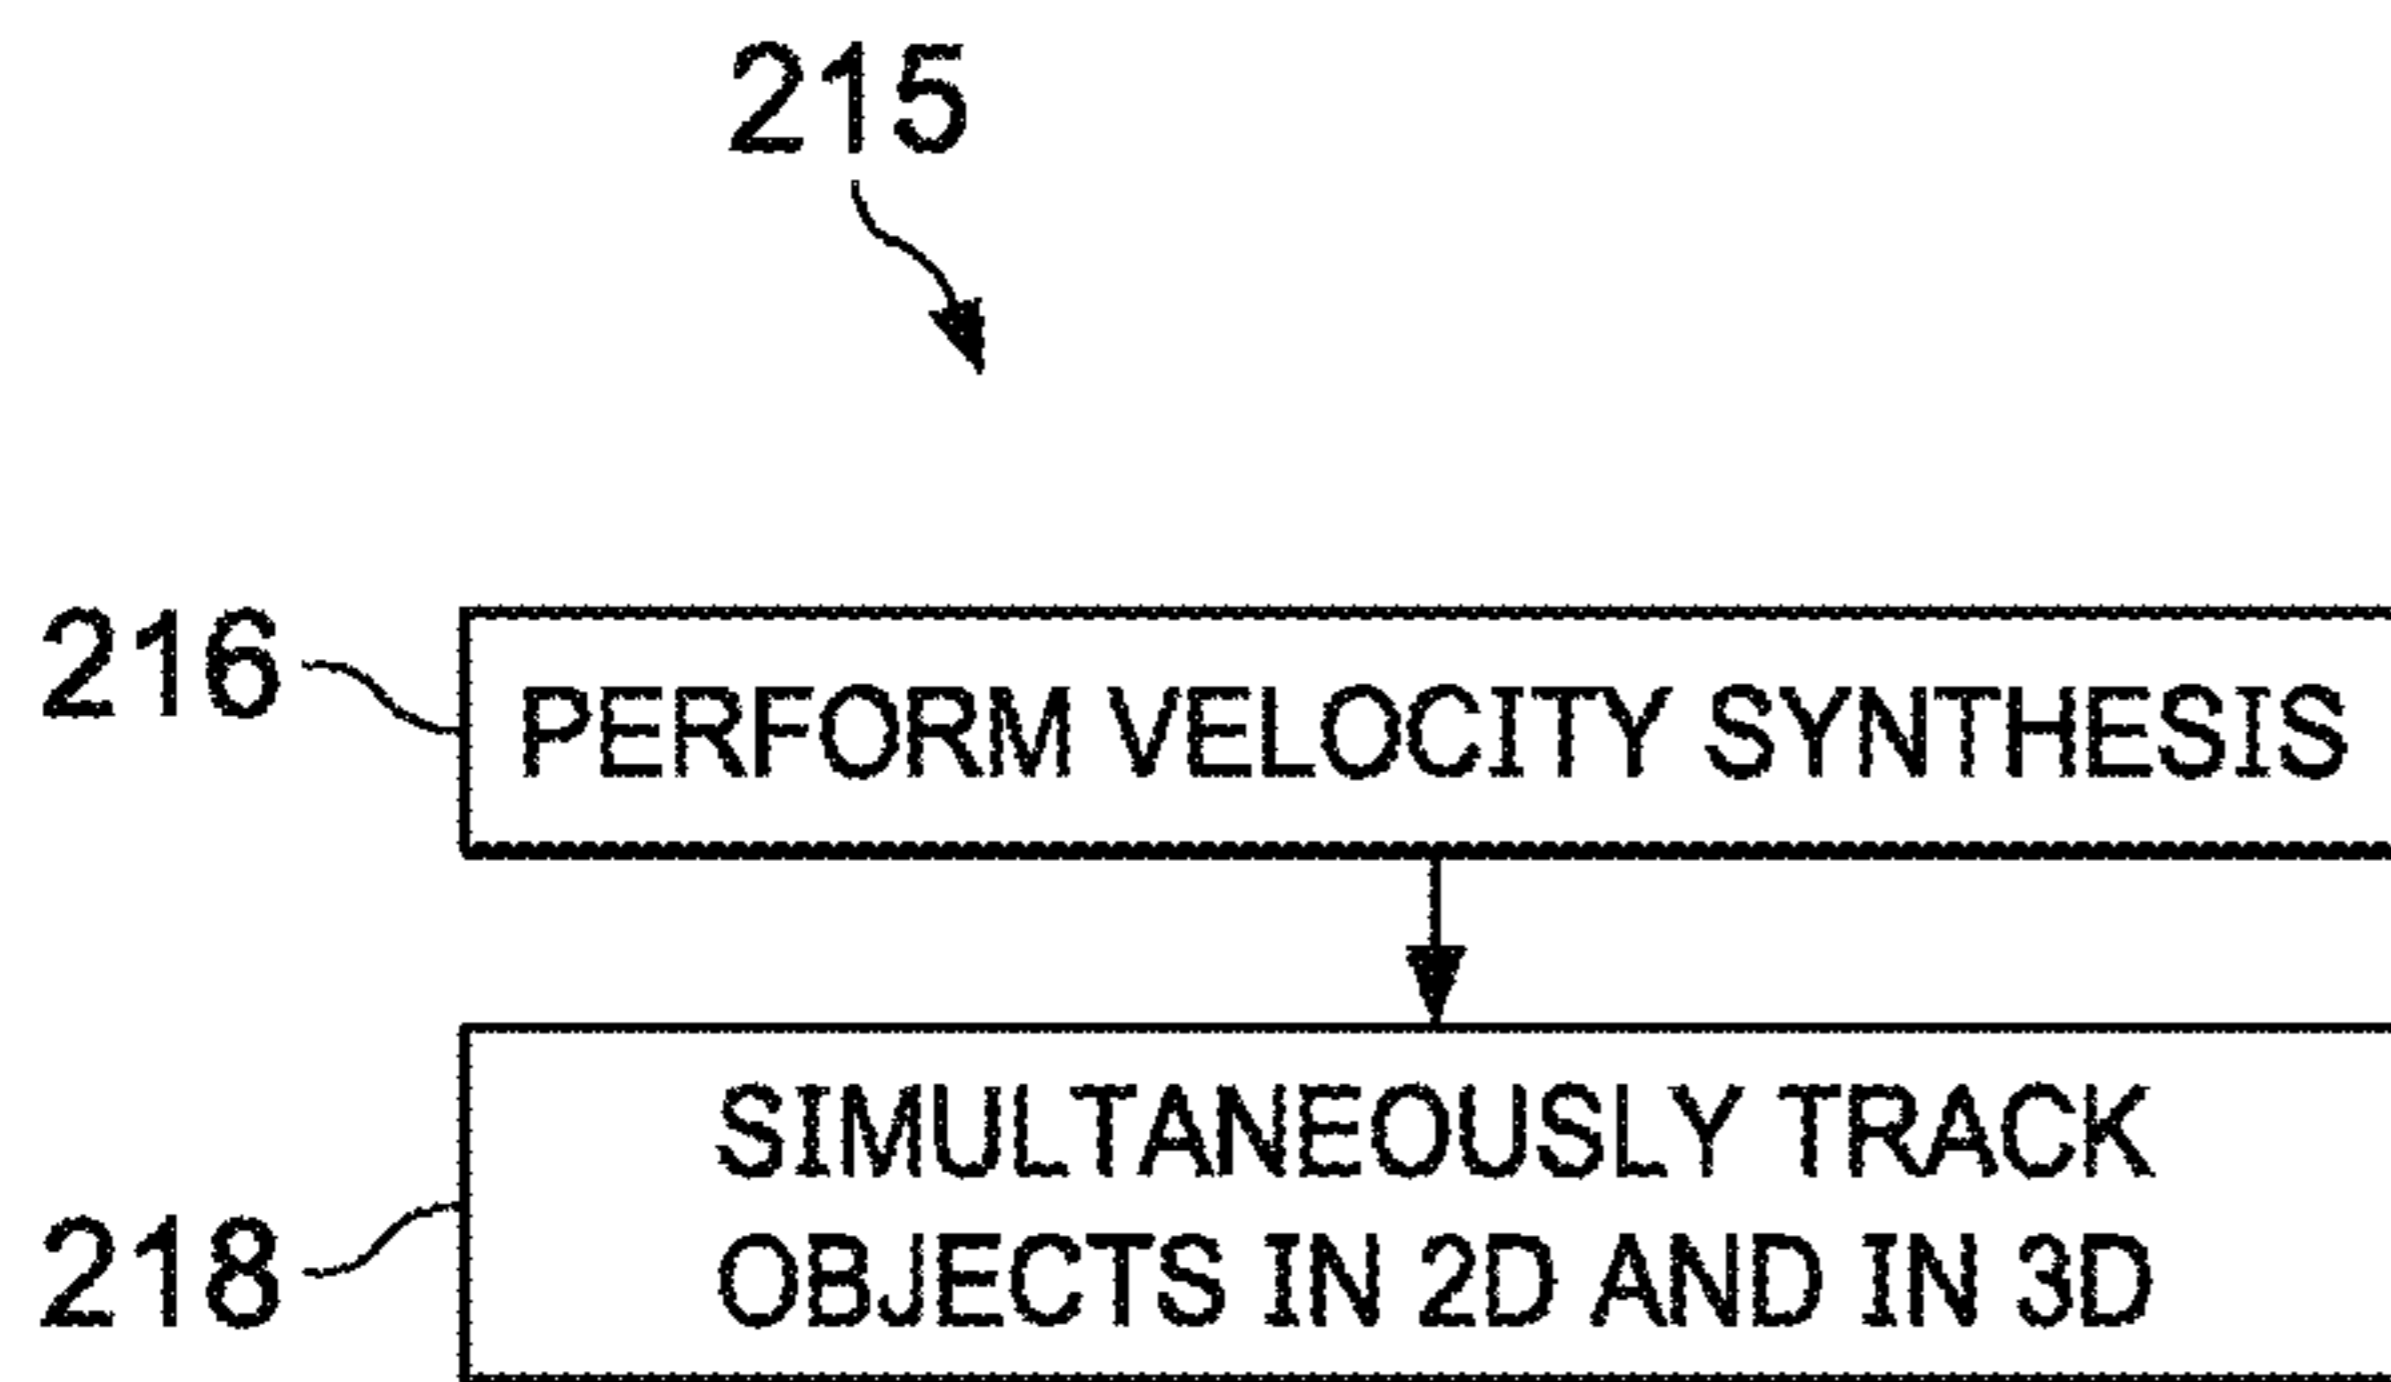 215
216
PERFORM VELOCITY SYNTHESIS
SIMULTANEOUSLY TRACK
218
OBJECTS IN 2D AND IN 3D